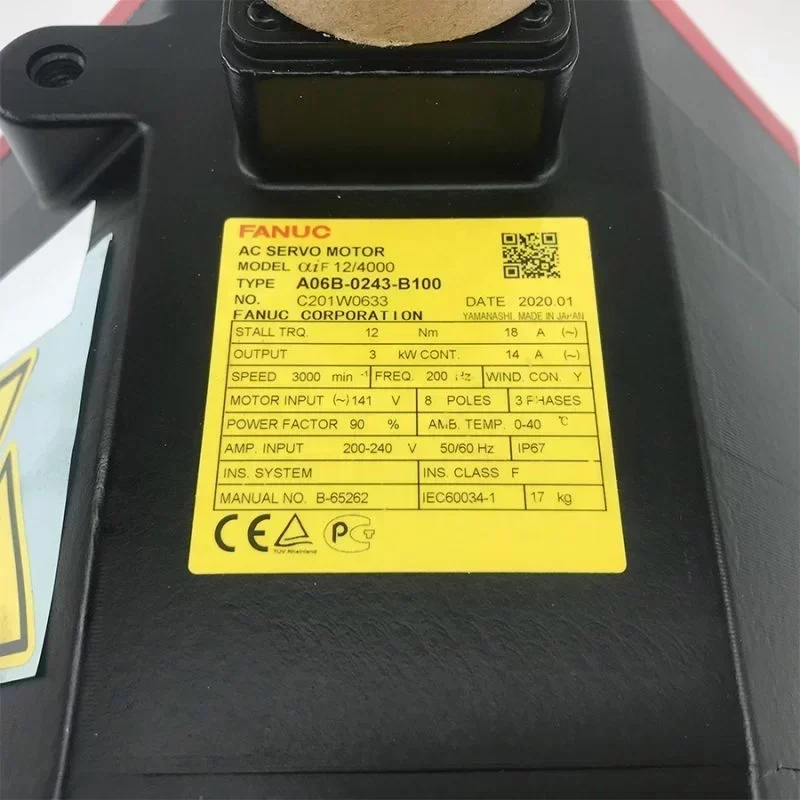 FANUC
AC SERVO MOTOR
MODEL αiF 12/4000
TYPE A06B-0243-B100
NO. C201W0633 DATE 2020.01
FANUC CORPORATION YAMANASHI, MADE IN JAPAN
STALL TRQ. 12 Nm 18 A (~)
OUTPUT 3 kW CONT. 14 A (~)
SPEED 3000 min -1 FREQ. 200 Hz WIND. CON. Y
MOTOR INPUT (~) 141 V 8 POLES 3 PHASES
POWER FACTOR 90 % AMB. TEMP. 0-40 ℃
AMP. INPUT 200-240 V 50/60 Hz IP67
INS. SYSTEM INS. CLASS F
MANUAL NO. B-65262 IEC60034-1 17 kg
CE TÜV Rheinland PCT